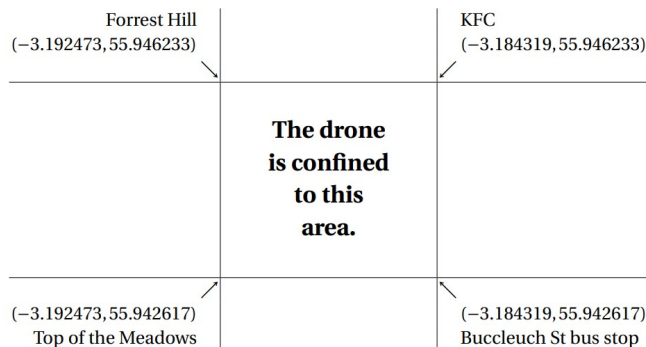 Forrest Hill
(−3.192473,55.946233)
KFC
(−3.184319,55.946233)
The drone
is confined
to this
area.
(−3.192473,55.942617)
Top of the Meadows
(−3.184319,55.942617)
Buccleuch St bus stop